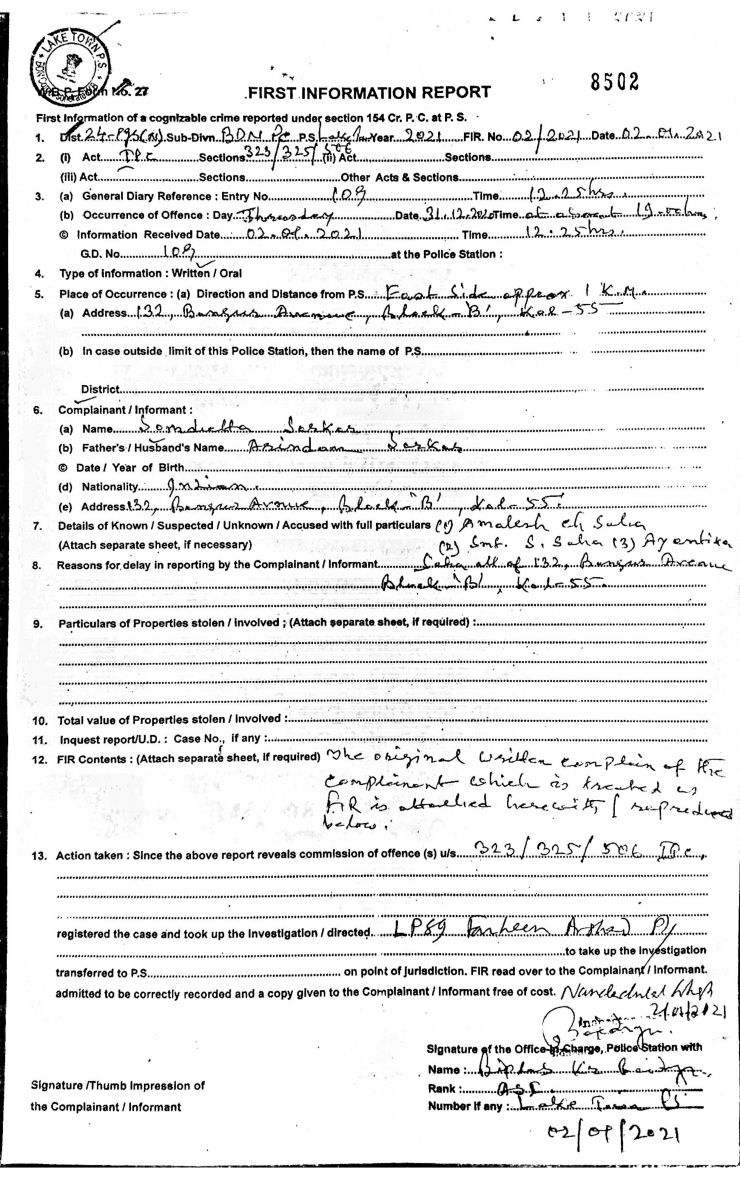 LAKE TOWN P.S.
W.B.P. Form No. 27
FIRST INFORMATION REPORT
8502
First Information of a cognizable crime reported under section 154 Cr. P. C. at P. S.
1. Dist. 24-Pgs(N) Sub-Divn. BDN Pc P.S. Lake Year 2021 FIR. No. 02/2021 Date 02.01.2021
2. (i) Act IPC Sections 323/325/506 (ii) Act Sections
(iii) Act Sections Other Acts & Sections
3. (a) General Diary Reference : Entry No. 109 Time 12.25 hrs.
(b) Occurrence of Offence : Day Thursday Date 31.12.2020 Time at about 19.00 hrs
© Information Received Date 02.01.2021 Time 12.25 hrs.
G.D. No. 109 at the Police Station :
4. Type of Information : Written / Oral
5. Place of Occurrence : (a) Direction and Distance from P.S. East Side approx 1 K.M.
(a) Address 132, Bangur Avenue, Block-'B', Kol-55
(b) In case outside limit of this Police Station, then the name of P.S.
District
6. Complainant / Informant :
(a) Name Somdatta Sarkar
(b) Father's / Husband's Name Arindam Sarkar
© Date / Year of Birth
(d) Nationality Indian.
(e) Address 132, Bangur Avnue, Block-'B', Kol-55.
7. Details of Known / Suspected / Unknown / Accused with full particulars (1) Amalesh ch Saha
(Attach separate sheet, if necessary) (2) Smt. S. Saha (3) Ayantika
8. Reasons for delay in reporting by the Complainant / Informant Saha all of 132, Bangur Avenue
Block 'B', Kol-55.
9. Particulars of Properties stolen / involved ; (Attach separate sheet, if required) :
10. Total value of Properties stolen / Involved :
11. Inquest report/U.D. : Case No., if any :
12. FIR Contents : (Attach separate sheet, if required) The original written complain of the
complainant which is treated as
FIR is attached herewith / reproduced
below :
13. Action taken : Since the above report reveals commission of offence (s) u/s 323/325/506 IPC,
registered the case and took up the Investigation / directed. LP89 Farheen Arshad PS
to take up the investigation
transferred to P.S. on point of jurisdiction. FIR read over to the Complainant / Informant.
admitted to be correctly recorded and a copy given to the Complainant / Informant free of cost.
2/01/2021
Signature of the Office-in-Charge, Police Station with
Name : Biplab Kr
Signature /Thumb Impression of
Rank : ASI.
the Complainant / Informant
Number if any : Lake Town PS
02/01/2021